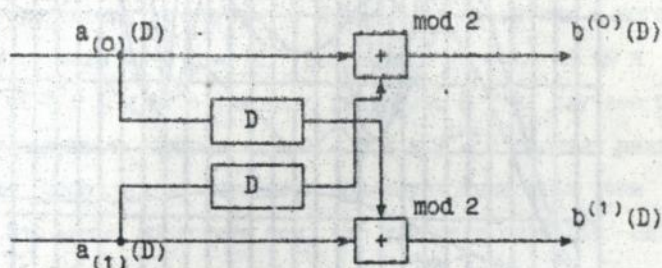 mod 2
a₍₀₎(D) b⁽⁰⁾(D)
+
D
D
mod 2
b⁽¹⁾(D)
+
a₍₁₎(D)